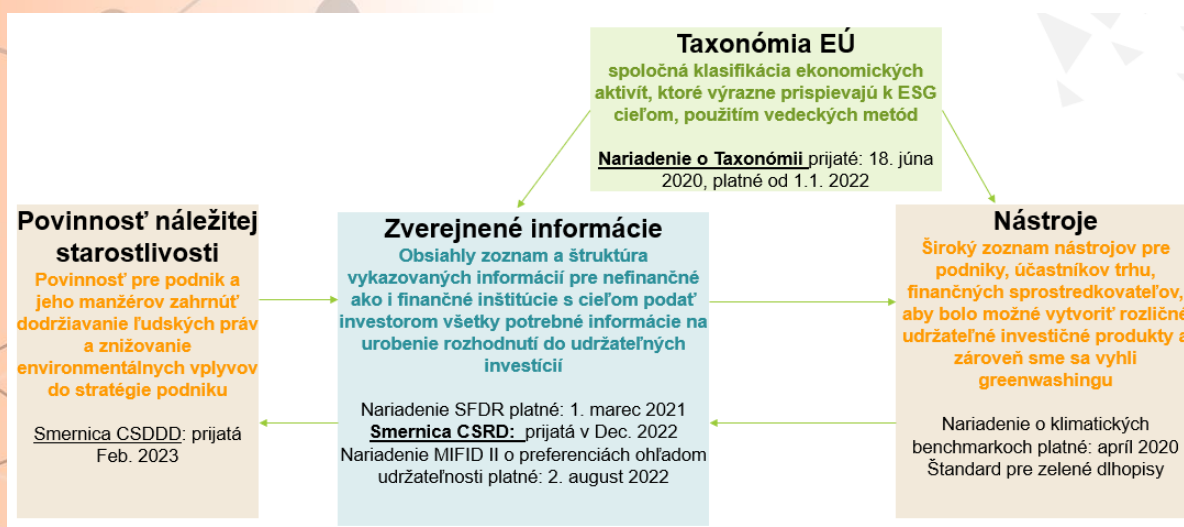 Taxonómia EÚ
spoločná klasifikácia ekonomických
aktivít, ktoré výrazne prispievajú k ESG
cieľom, použitím vedeckých metód
Nariadenie o Taxonómii prijaté: 18. júna
2020, platné od 1.1. 2022
Povinnosť náležitej
starostlivosti
Povinnosť pre podnik a
jeho manžérov zahrnúť
dodržiavanie ľudských práv
a znižovanie
environmentálnych vplyvov
do stratégie podniku
Smernica CSDDD: prijatá
Feb. 2023
Zverejnené informácie
Obsiahly zoznam a štruktúra
vykazovaných informácií pre nefinančné
ako i finančné inštitúcie s cieľom podať
investorom všetky potrebné informácie na
urobenie rozhodnutí do udržateľných
investícií
Nariadenie SFDR platné: 1. marec 2021
Smernica CSRD: prijatá v Dec. 2022
Nariadenie MIFID II o preferenciách ohľadom
udržateľnosti platné: 2. august 2022
Nástroje
Široký zoznam nástrojov pre
podniky, účastníkov trhu,
finančných sprostredkovateľov,
aby bolo možné vytvoriť rozličné
udržateľné investičné produkty a
zároveň sme sa vyhli
greenwashingu
Nariadenie o klimatických
benchmarkoch platné: apríl 2020
Štandard pre zelené dlhopisy